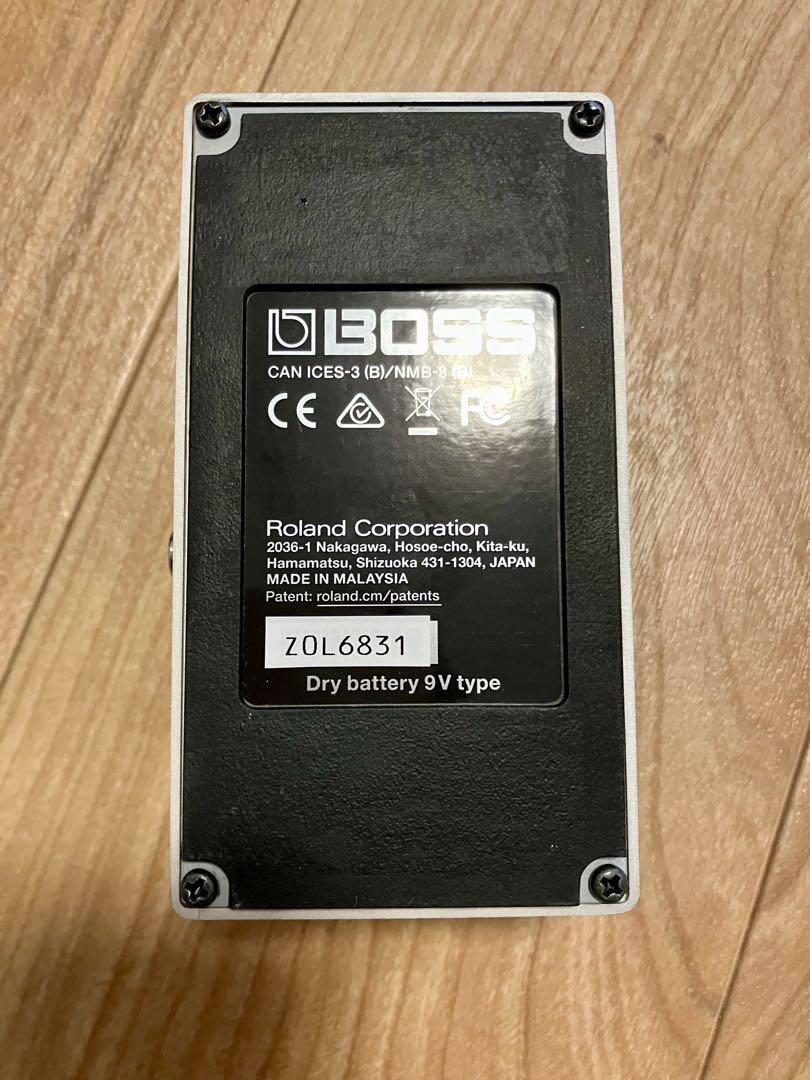 BOSS
CAN ICES-3 (B)/NMB-3 (B)
CE FC
Roland Corporation
2036-1 Nakagawa, Hosoe-cho, Kita-ku,
Hamamatsu, Shizuoka 431-1304, JAPAN
MADE IN MALAYSIA
Patent: roland.cm/patents
Z0L6831
Dry battery 9V type